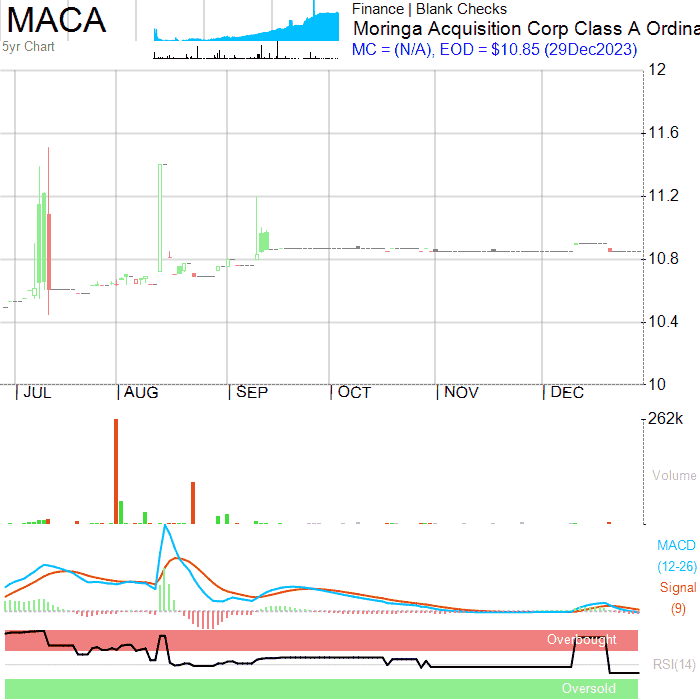 MACA
5yr Chart
Finance | Blank Checks
Moringa Acquisition Corp Class A Ordina
MC = (N/A), EOD = $10.85 (29Dec2023)
12
11.6
11.2
10.8
10.4
10
JUL AUG SEP OCT NOV DEC
262k
Volume
MACD
(12-26)
Signal
(9)
Overbought
RSI(14)
Oversold